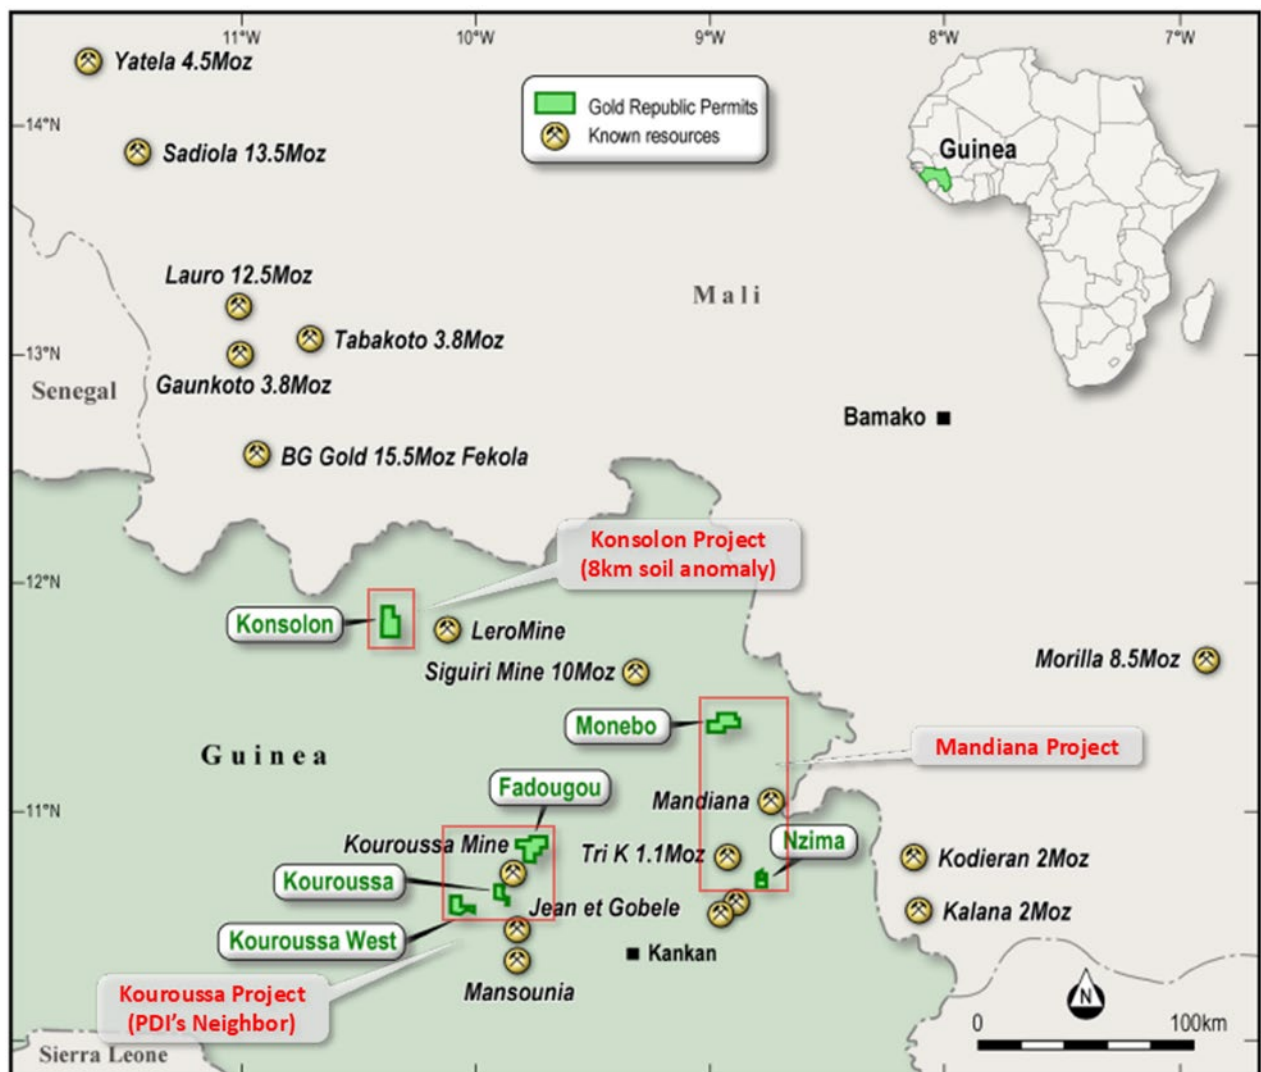 11°W
10°W
9°W
8°W
7°W
Yatela 4.5Moz
Gold Republic Permits
Known resources
14°N
Sadiola 13.5Moz
Guinea
Lauro 12.5Moz
Mali
Tabakoto 3.8Moz
13°N
Gaunkoto 3.8Moz
Senegal
Bamako
BG Gold 15.5Moz Fekola
Konsolon Project
(8km soil anomaly)
12°N
Konsolon
LeroMine
Morilla 8.5Moz
Siguiri Mine 10Moz
Monebo
Guinea
Mandiana Project
Fadougou
Mandiana
11°N
Kouroussa Mine
Tri K 1.1Moz
Nzima
Kodieran 2Moz
Kouroussa
Jean et Gobele
Kalana 2Moz
Kouroussa West
Kankan
Mansounia
Kouroussa Project
(PDI's Neighbor)
N
0
100km
Sierra Leone